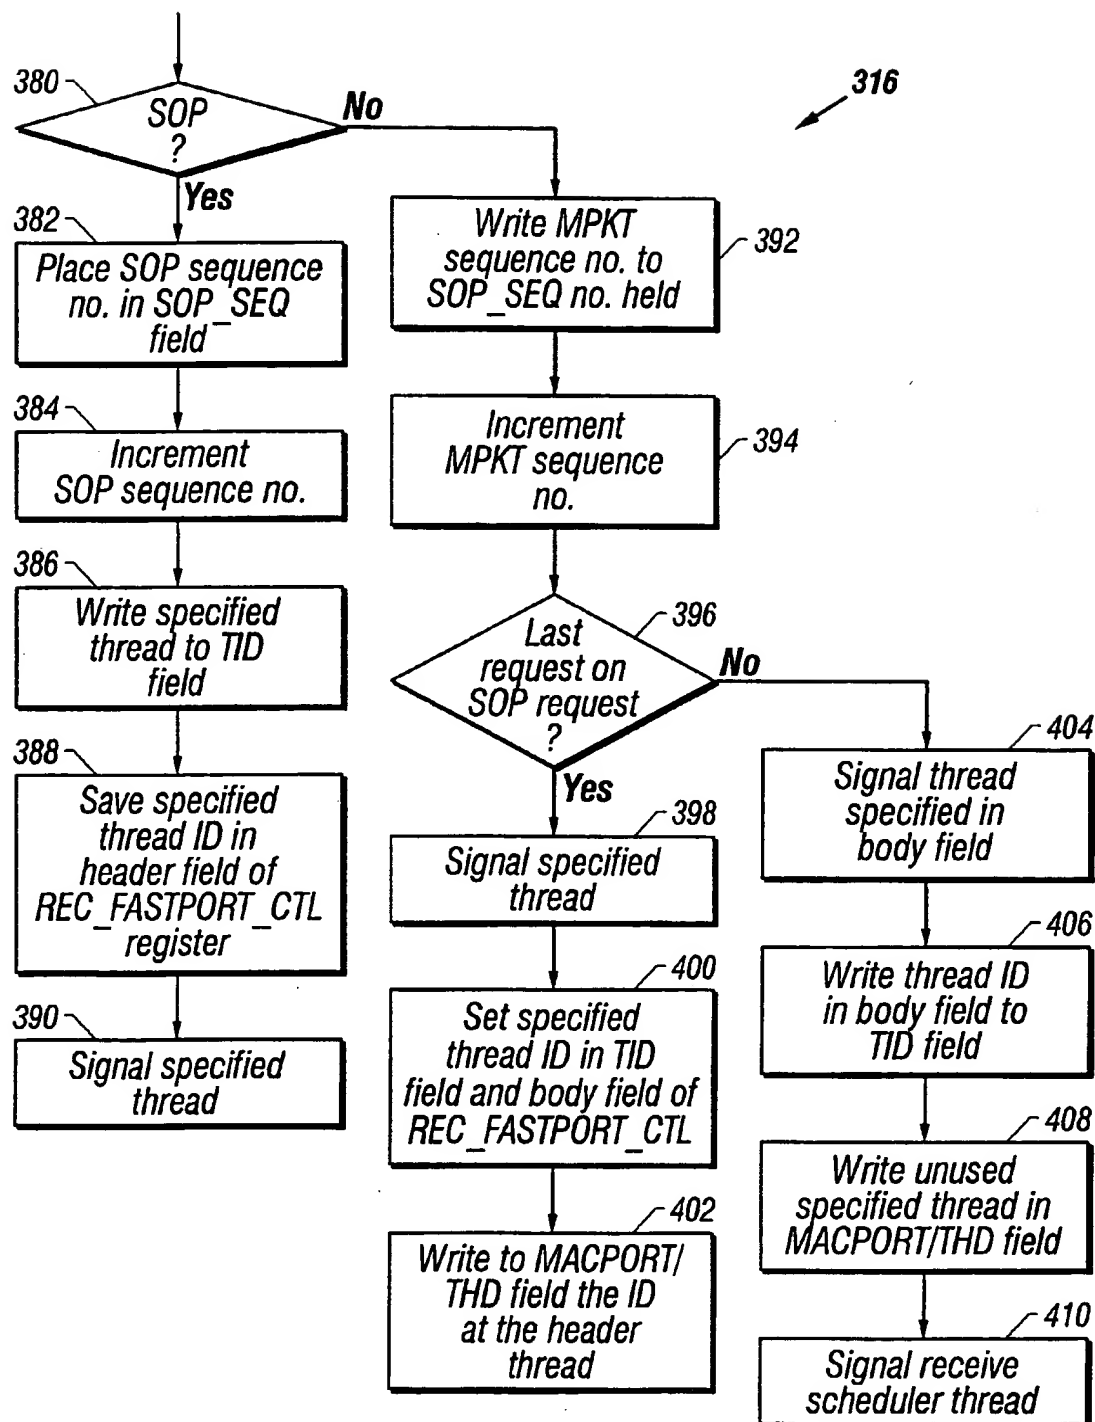 380
SOP
?
No
Yes
316
382
Place SOP sequence
no. in SOP_SEQ
field
384
Increment
SOP sequence no.
386
Write specified
thread to TID
field
388
Save specified
thread ID in
header field of
REC_FASTPORT_CTL
register
390
Signal specified
thread
392
Write MPKT
sequence no. to
SOP_SEQ no. held
394
Increment
MPKT sequence
no.
396
Last
request on
SOP request
?
No
Yes
398
Signal specified
thread
400
Set specified
thread ID in TID
field and body field of
REC_FASTPORT_CTL
402
Write to MACPORT/
THD field the ID
at the header
thread
404
Signal thread
specified in
body field
406
Write thread ID
in body field to
TID field
408
Write unused
specified thread in
MACPORT/THD field
410
Signal receive
scheduler thread